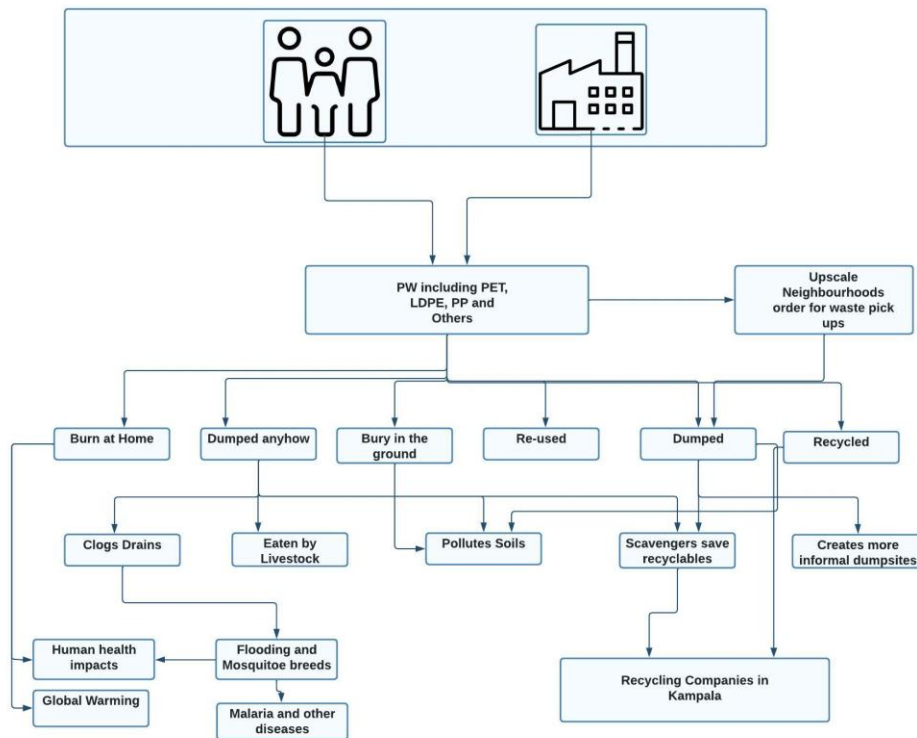 PW including PET,
LDPE, PP and
Others
Upscale
Neighbourhoods
order for waste pick
ups
Burn at Home
Dumped anyhow
Bury in the
ground
Re-used
Dumped
Recycled
Clogs Drains
Eaten by
Livestock
Pollutes Soils
Scavengers save
recyclables
Creates more
informal dumpsites
Human health
impacts
Flooding and
Mosquitoe breeds
Recycling Companies in
Kampala
Global Warming
Malaria and other
diseases